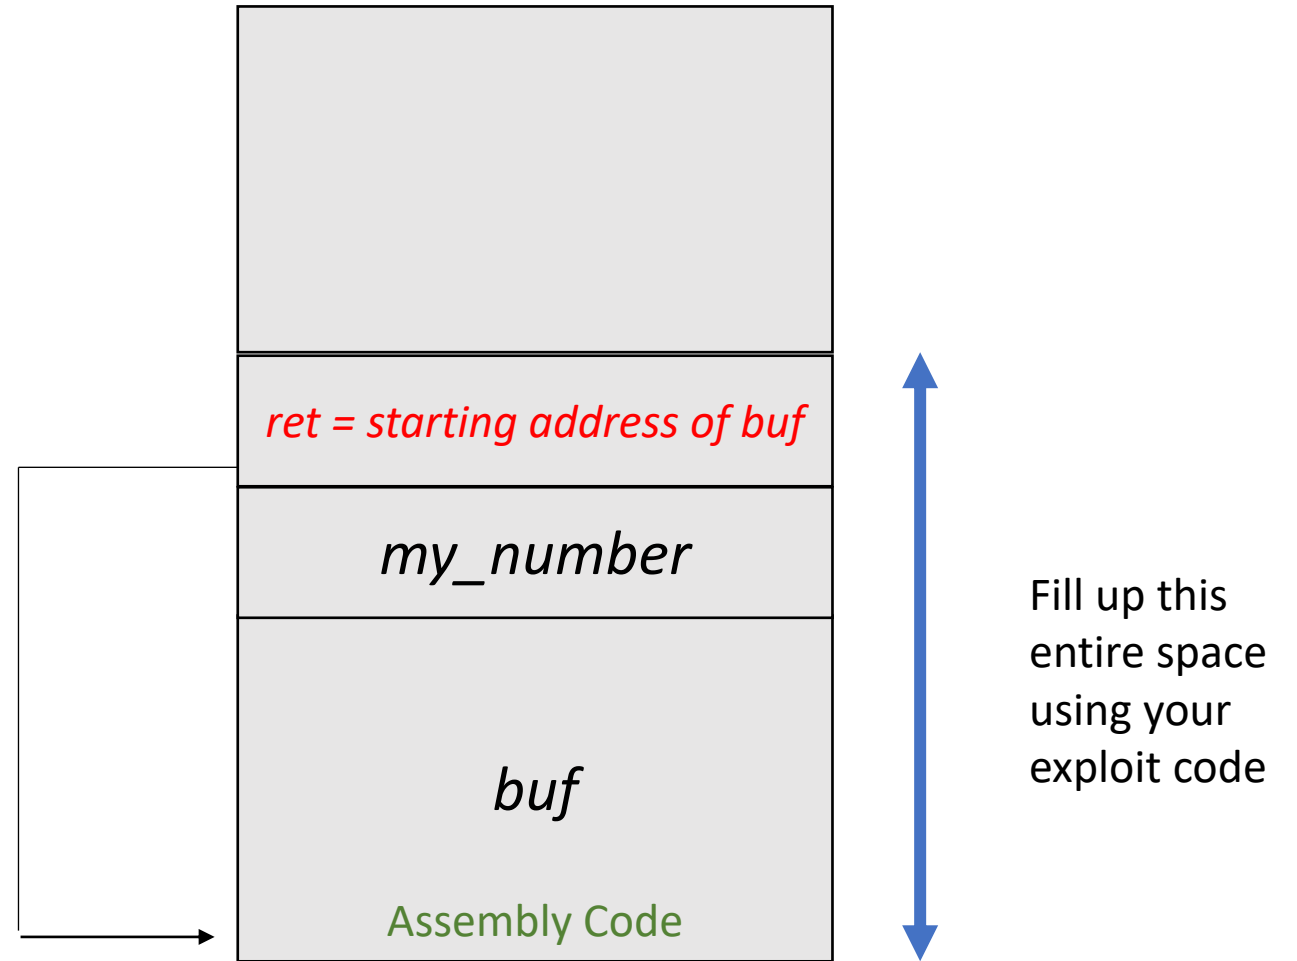 ret = starting address of buf
my_number
buf
Assembly Code
Fill up this
entire space
using your
exploit code